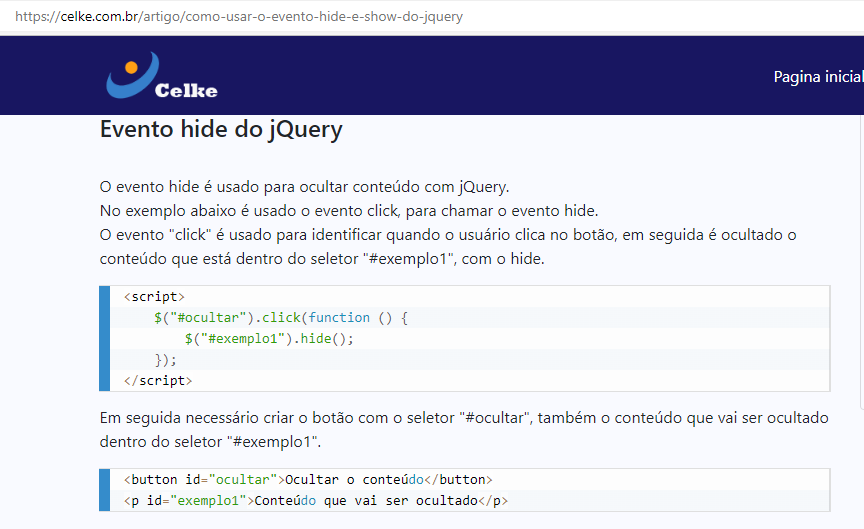 https://celke.com.br/artigo/como-usar-o-evento-hide-e-show-do-jquery
Celke
Pagina inicial
Evento hide do jQuery
O evento hide é usado para ocultar conteúdo com jQuery.
No exemplo abaixo é usado o evento click, para chamar o evento hide.
O evento "click" é usado para identificar quando o usuário clica no botão, em seguida é ocultado o
conteúdo que está dentro do seletor "#exemplo1", com o hide.
<script>
    $("#ocultar").click(function () {
        $("#exemplo1").hide();
    });
</script>
Em seguida necessário criar o botão com o seletor "#ocultar", também o conteúdo que vai ser ocultado
dentro do seletor "#exemplo1".
<button id="ocultar">Ocultar o conteúdo</button>
<p id="exemplo1">Conteúdo que vai ser ocultado</p>